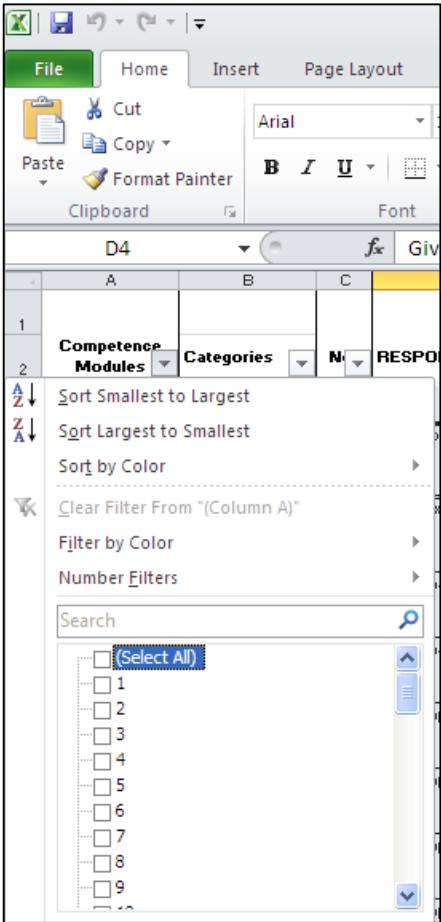 File Home Insert Page Layout
Cut
Copy
Format Painter
Paste
Clipboard
Arial
B I U
Font
D4
fx Giv
A B C
1
2
Competence Modules Categories RESPO
Sort Smallest to Largest
Sort Largest to Smallest
Sort by Color
Clear Filter From "(Column A)"
Filter by Color
Number Filters
Search
(Select All)
1
2
3
4
5
6
7
8
9